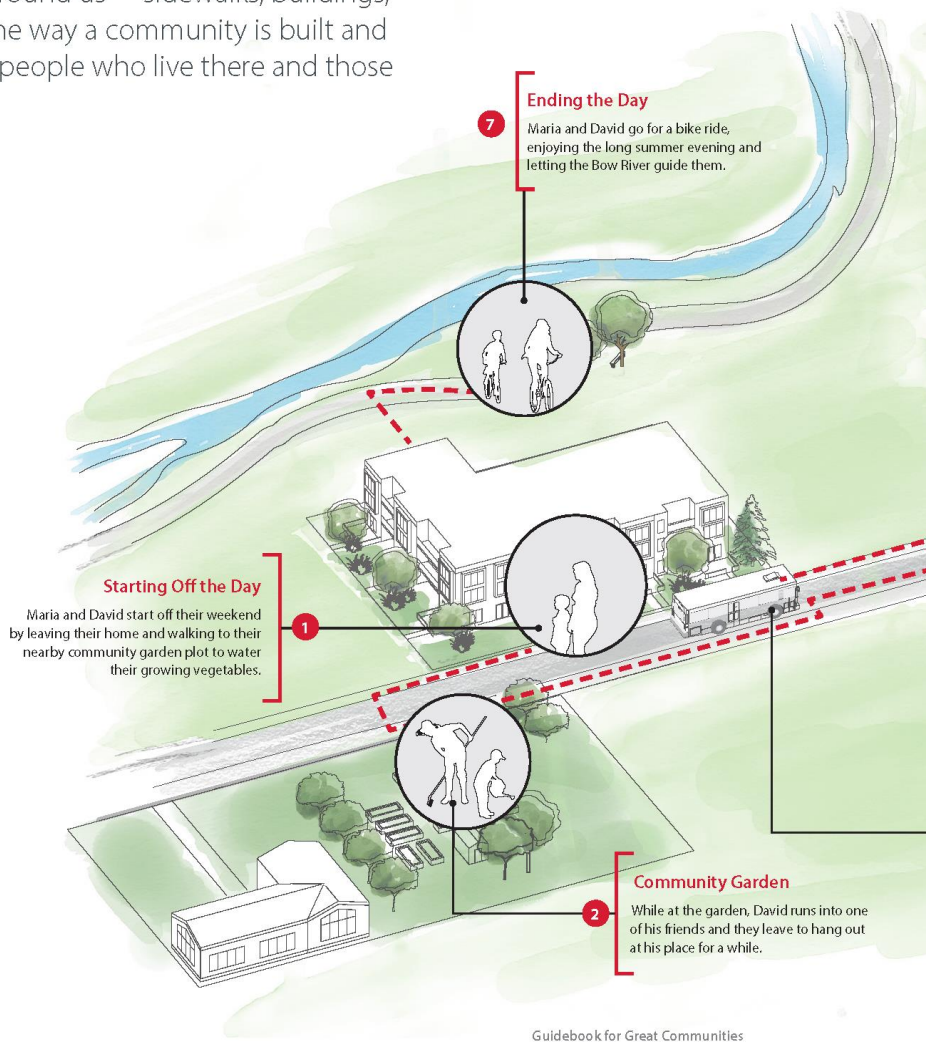 sidewalks, buildings,
he way a community is built and
people who live there and those
7
Ending the Day
Maria and David go for a bike ride,
enjoying the long summer evening and
letting the Bow River guide them.
Starting Off the Day
Maria and David start off their weekend
by leaving their home and walking to their
nearby community garden plot to water
their growing vegetables.
1
Community Garden
2
While at the garden, David runs into one
of his friends and they leave to hang out
at his place for a while.
Guidebook for Great Communities